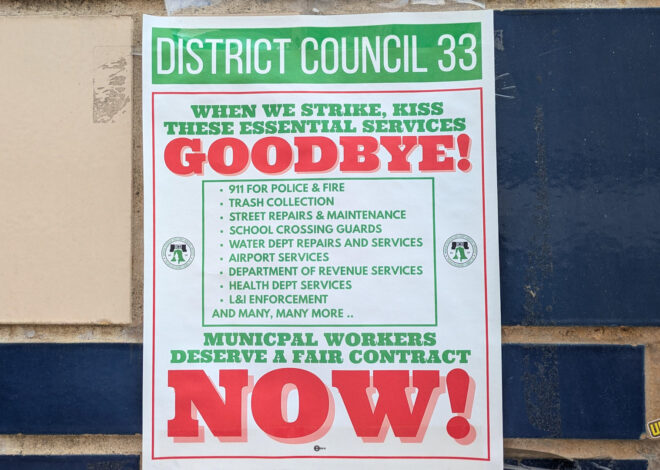 DISTRICT COUNCIL 33
WHEN WE STRIKE, KISS
THESE ESSENTIAL SERVICES
GOODBYE!
• 911 FOR POLICE & FIRE
• TRASH COLLECTION
• STREET REPAIRS & MAINTENANCE
• SCHOOL CROSSING GUARDS
• WATER DEPT REPAIRS AND SERVICES
• AIRPORT SERVICES
• DEPARTMENT OF REVENUE SERVICES
• HEALTH DEPT SERVICES
• L&I ENFORCEMENT
AND MANY, MANY MORE ..
MUNICPAL WORKERS
DESERVE A FAIR CONTRACT
NOW!